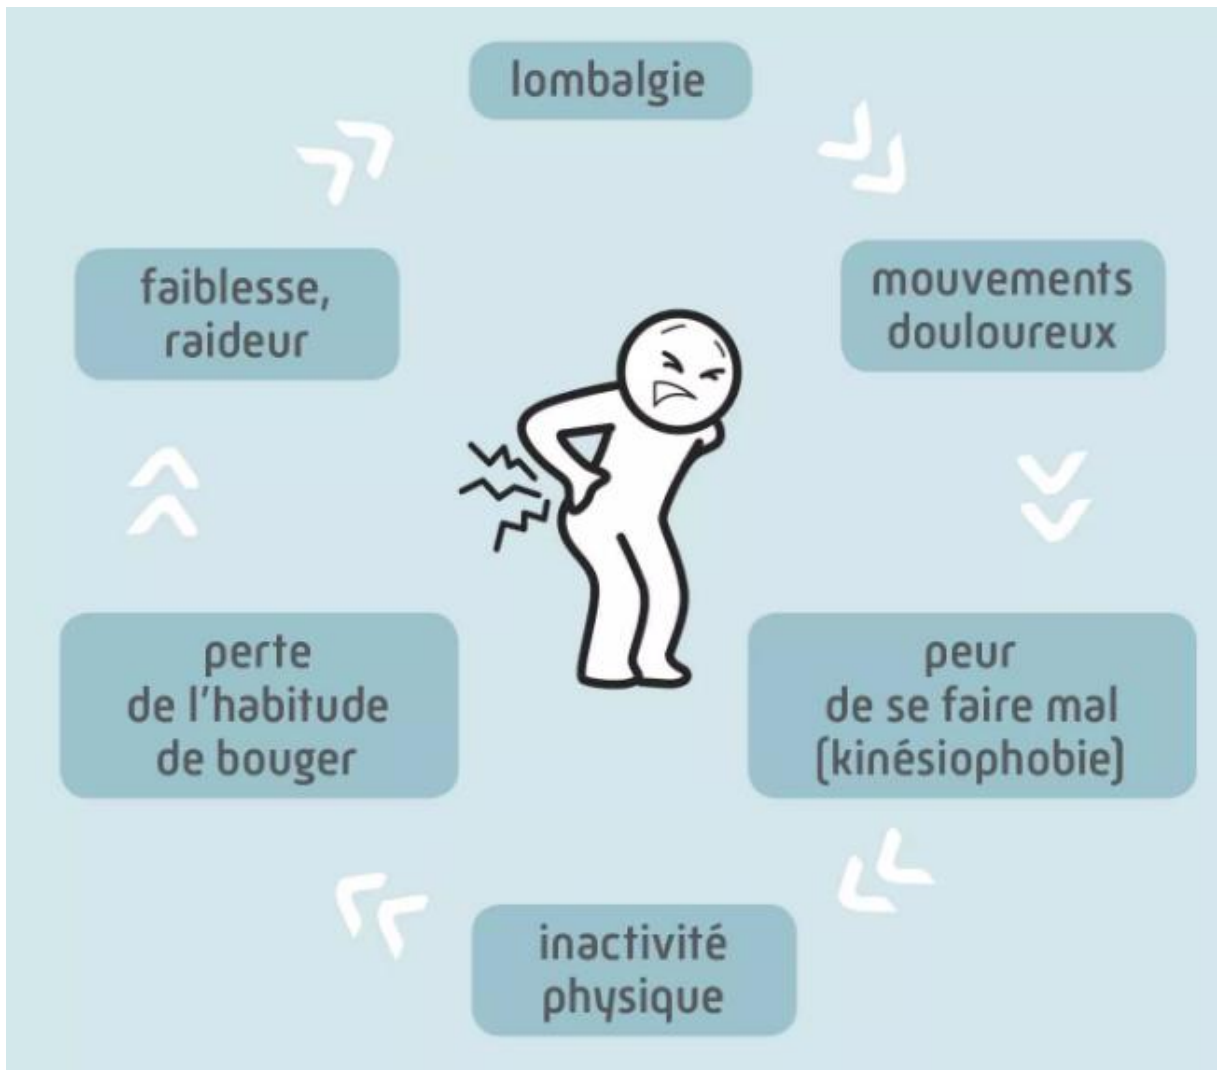 lombalgie
mouvements
douloureux
peur
de se faire mal
(kinésiophobie)
inactivité
physique
perte
de l'habitude
de bouger
faiblesse,
raideur